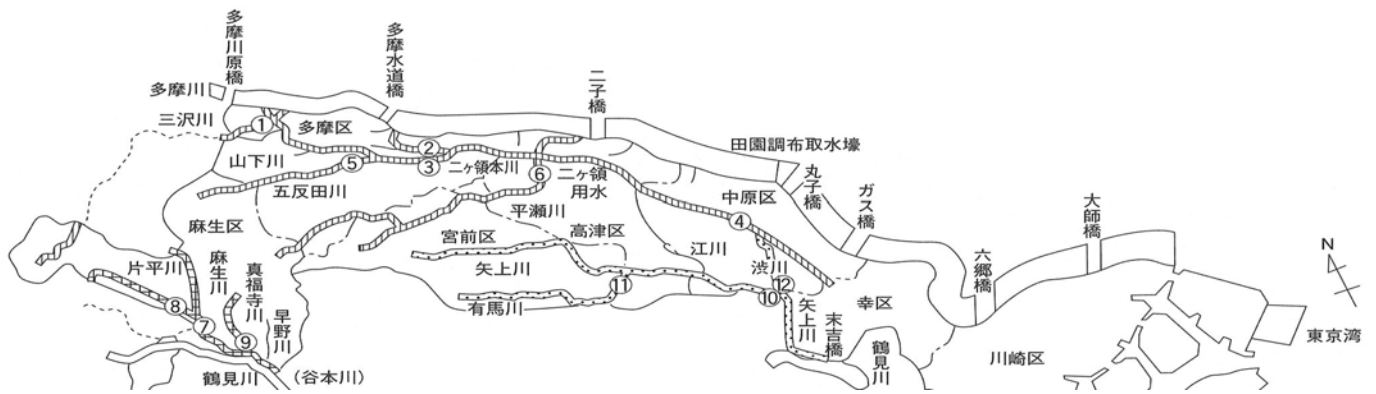 多摩川原橋
多摩水道橋
二子橋
多摩川
三沢川
①
多摩区
田園調布取水壕
丸子橋
ガス橋
大師橋
六郷橋
N
山下川
⑤
②
③
二ヶ領本川
⑥
二ヶ領
用水
五反田川
中原区
④
麻生区
平瀬川
高津区
宮前区
江川
渋川
片平川
麻生川
真福寺川
早野川
矢上川
有馬川
⑪
⑩
⑫
矢上川
末吉橋
幸区
⑧
⑦
⑨
鶴見川
(谷本川)
鶴見川
川崎区
東京湾